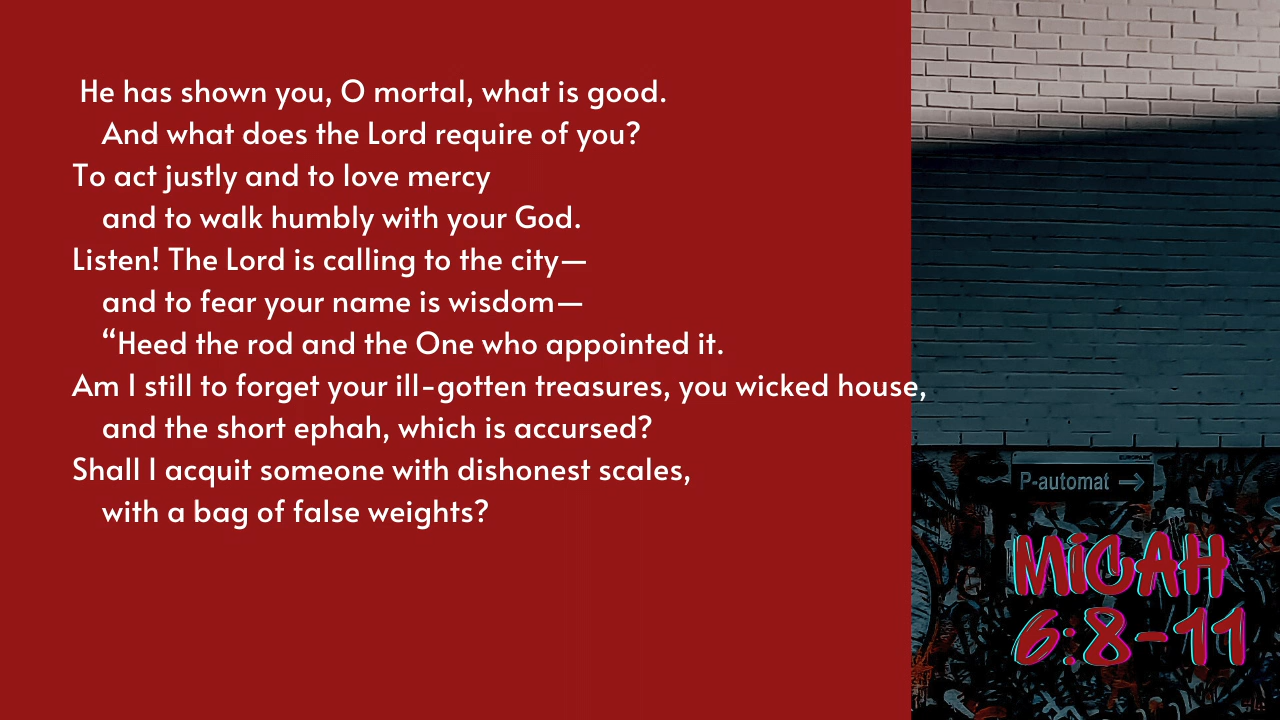 He has shown you, O mortal, what is good.
And what does the Lord require of you?
To act justly and to love mercy
and to walk humbly with your God.
Listen! The Lord is calling to the city—
and to fear your name is wisdom—
“Heed the rod and the One who appointed it.
Am I still to forget your ill-gotten treasures, you wicked house,
and the short ephah, which is accursed?
Shall I acquit someone with dishonest scales,
with a bag of false weights?
P-automat →
MiCAH
6:8-11